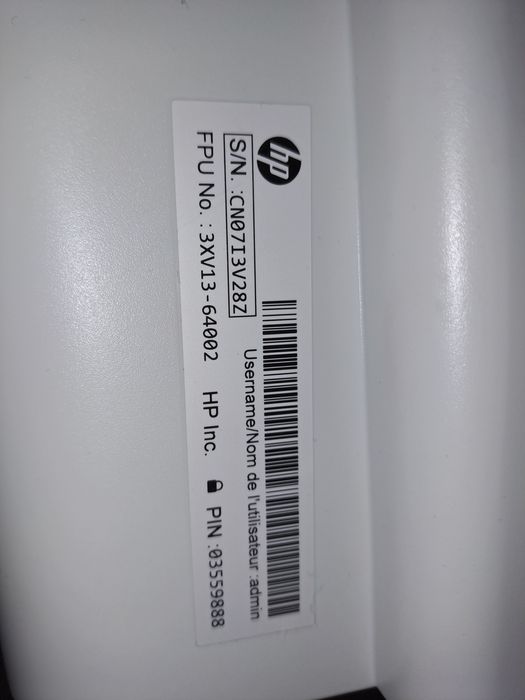 hp
S/N. :CN07I3V28Z
Username/Nom de l'utilisateur :admin
FPU No. :3XV13-64002 HP Inc. PIN :03559888